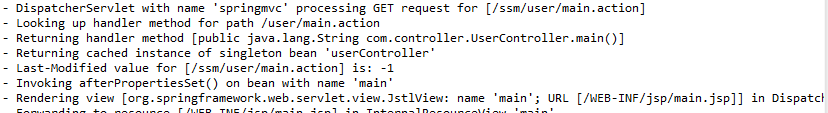 - DispatcherServlet with name 'springmvc' processing GET request for [/ssm/user/main.action]
- Looking up handler method for path /user/main.action
- Returning handler method [public java.lang.String com.controller.UserController.main()]
- Returning cached instance of singleton bean 'userController'
- Last-Modified value for [/ssm/user/main.action] is: -1
- Invoking afterPropertiesSet() on bean with name 'main'
- Rendering view [org.springframework.web.servlet.view.JstlView: name 'main'; URL [/WEB-INF/jsp/main.jsp]] in Dispatch
- Forwarding to resource [/WEB-INF/jsp/main.jsp] in InternalResourceView 'main'